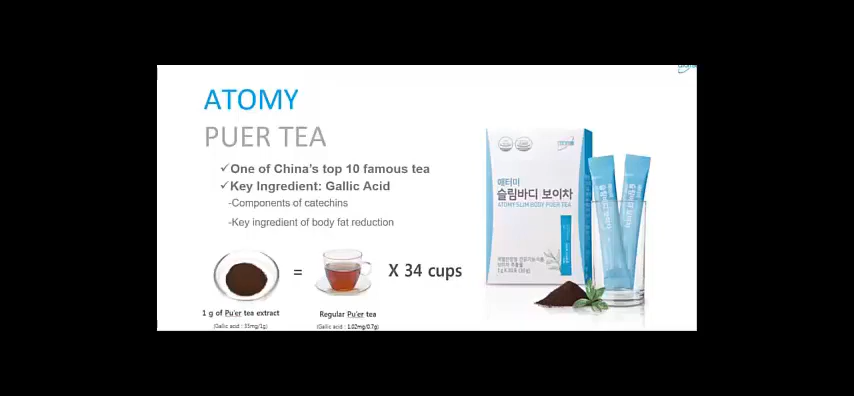 ATOMY
PUER TEA
✓One of China's top 10 famous tea
✓Key Ingredient: Gallic Acid
-Components of catechins
-Key ingredient of body fat reduction
=
X 34 cups
1 g of Pu'er tea extract
Regular Pu'er tea
(Gallic acid : 35mg/1g)
(Gallic acid : 1.02mg/0.7g)
애터미
슬림바디 보이차
ATOMY SLIM BODY PUER TEA